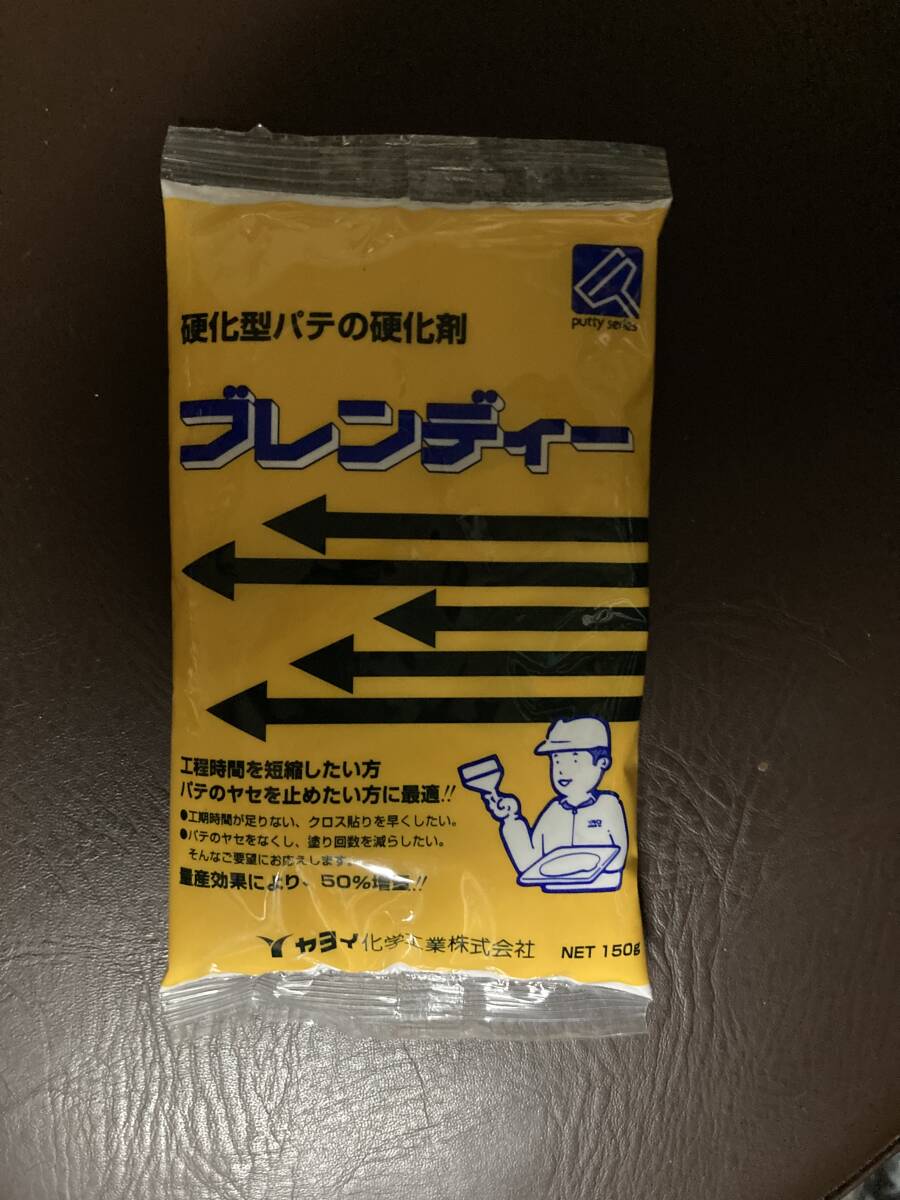 putty series
硬化型パテの硬化剤
ブレンディー
工程時間を短縮したい方
パテのヤセを止めたい方に最適!!
●工期時間が足りない、クロス貼りを早くしたい。
●パテのヤセをなくし、塗り回数を減らしたい。
そんなご要望にお応えします。
量産効果により、50%増量!!
ヤヨイ化学工業株式会社
NET 150g